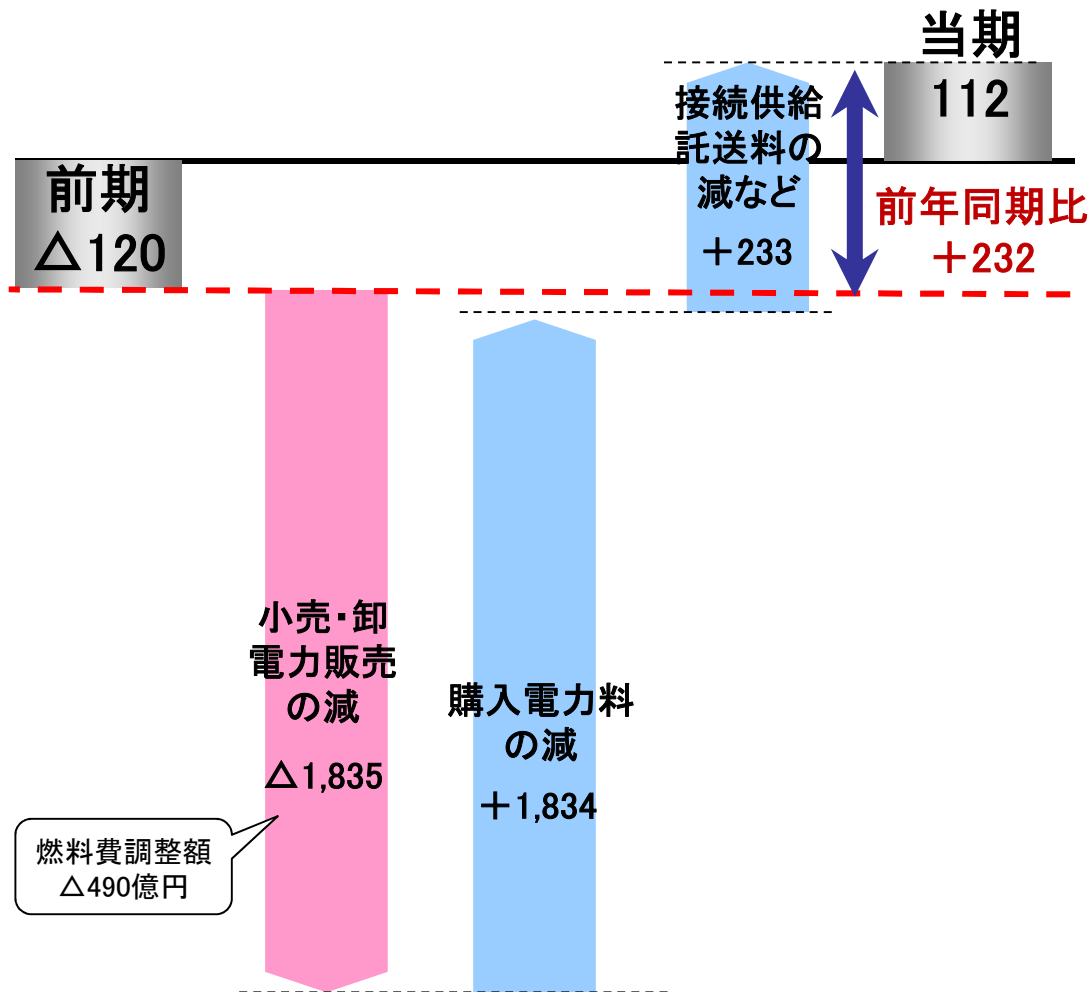 当期
112
接続供給
託送料の
減など
＋233
前期
△120
前年同期比
＋232
小売・卸
電力販売
の減
△1,835
購入電力料
の減
＋1,834
燃料費調整額
△490億円